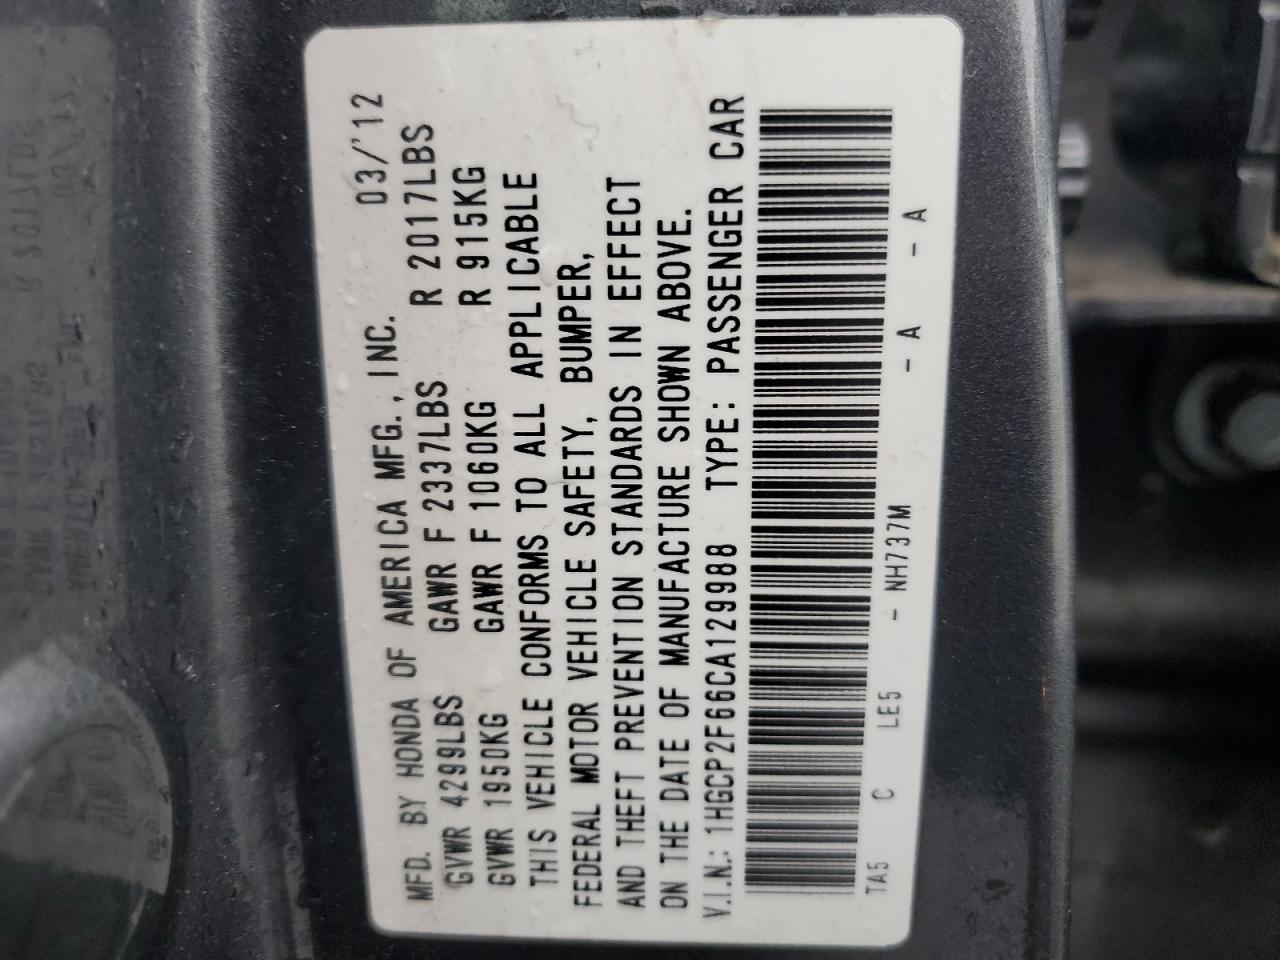 MFD. BY HONDA OF AMERICA MFG., INC. 03/'12
GVWR 4299LBS GAWR F 2337LBS R 2017LBS
GVWR 1950KG GAWR F 1060KG R 915KG
THIS VEHICLE CONFORMS TO ALL APPLICABLE
FEDERAL MOTOR VEHICLE SAFETY, BUMPER,
AND THEFT PREVENTION STANDARDS IN EFFECT
ON THE DATE OF MANUFACTURE SHOWN ABOVE.
V.I.N.: 1HGCP2F66CA129988 TYPE: PASSENGER CAR
TA5 C LE5 - NH737M - A - A